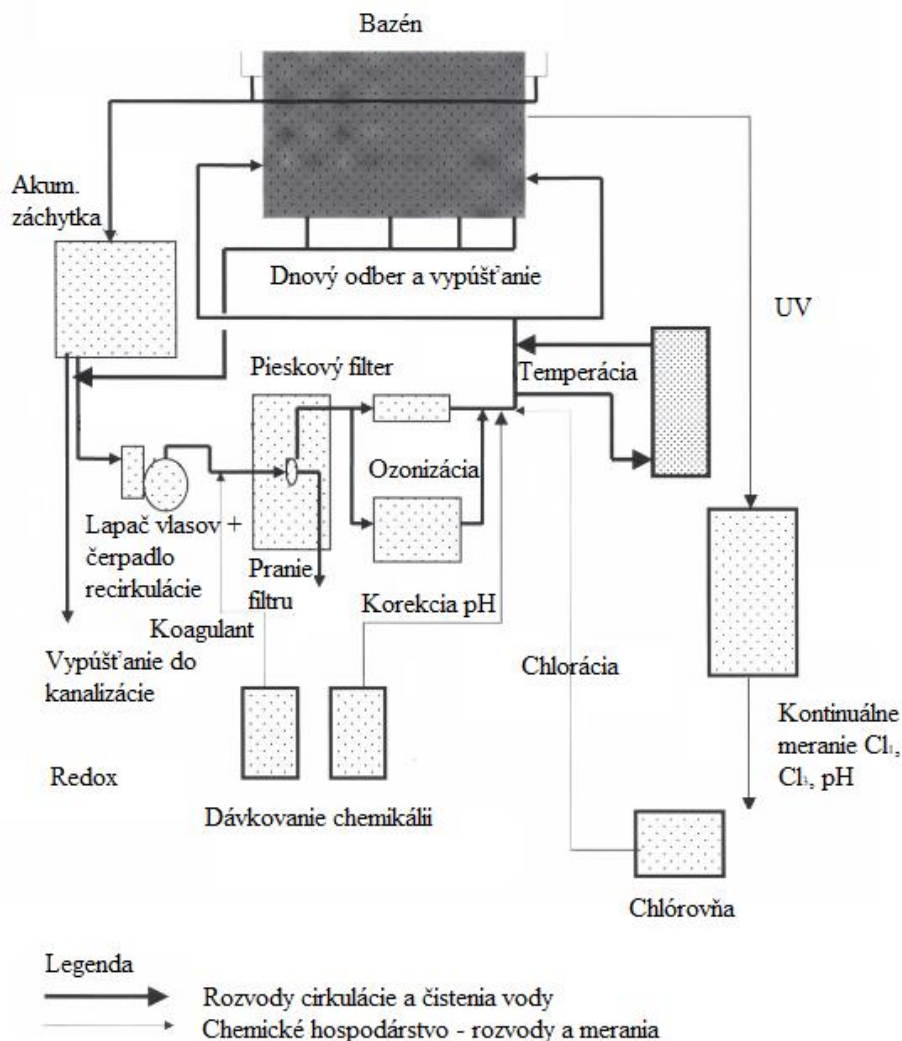 Bazén
Akum.
záchytka
Dnový odber a vypúšťanie
UV
Pieskový filter
Temperácia
Ozonizácia
Lapač vlasov +
čerpadlo
recirkulácie
Pranie
filtru
Korekcia pH
Koagulant
Vypúšťanie do
kanalizácie
Chlorácia
Kontinuálne
meranie Cl₁,
Cl₃, pH
Redox
Dávkovanie chemikálii
Chlórovňa
Legenda
Rozvody cirkulácie a čistenia vody
Chemické hospodárstvo - rozvody a merania